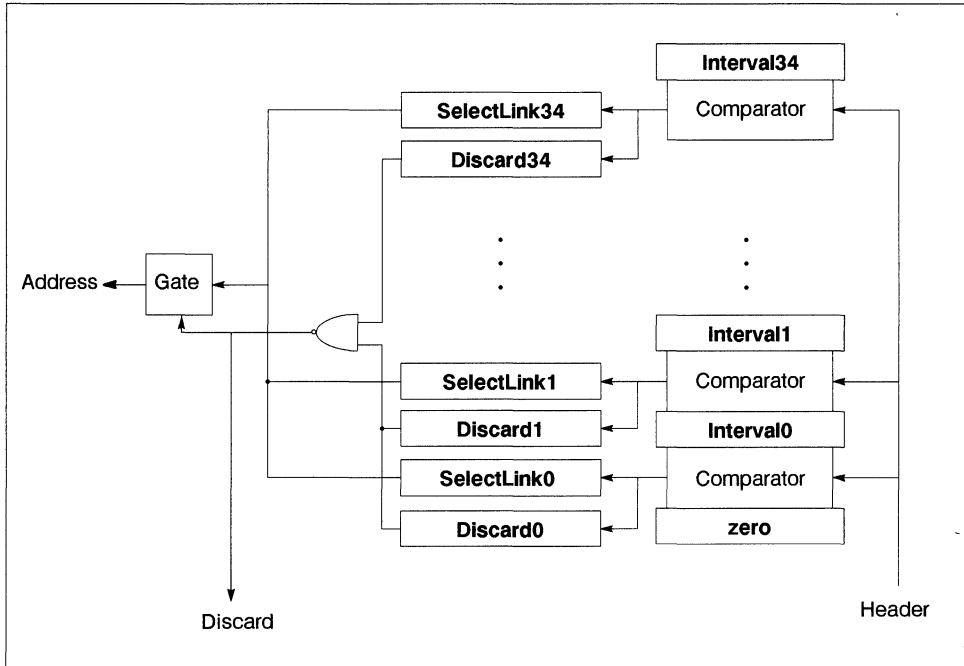 Interval34
SelectLink34
Comparator
Discard34
Address
Gate
Interval1
SelectLink1
Comparator
Discard1
Interval0
SelectLink0
Comparator
Discard0
zero
Header
Discard